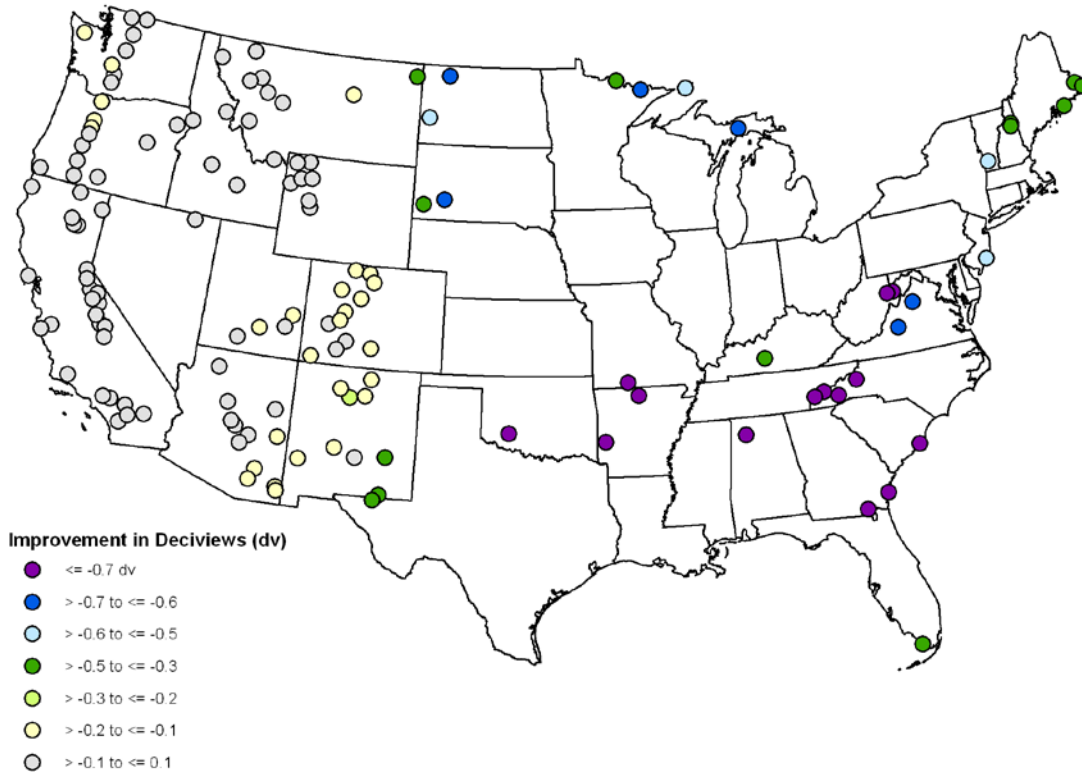 Improvement in Deciviews (dv)
<= -0.7 dv
> -0.7 to <= -0.6
> -0.6 to <= -0.5
> -0.5 to <= -0.3
> -0.3 to <= -0.2
> -0.2 to <= -0.1
> -0.1 to <= 0.1